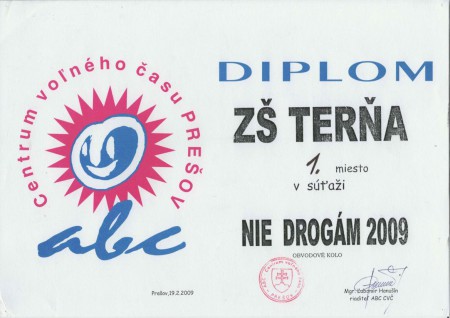 Centrum voľného času PREŠOV
abc
Prešov,19.2.2009
DIPLOM
ZŠ TERŇA
1. miesto
v súťaži
NIE DROGÁM 2009
OBVODOVÉ KOLO
riaditeľ ABC CVČ